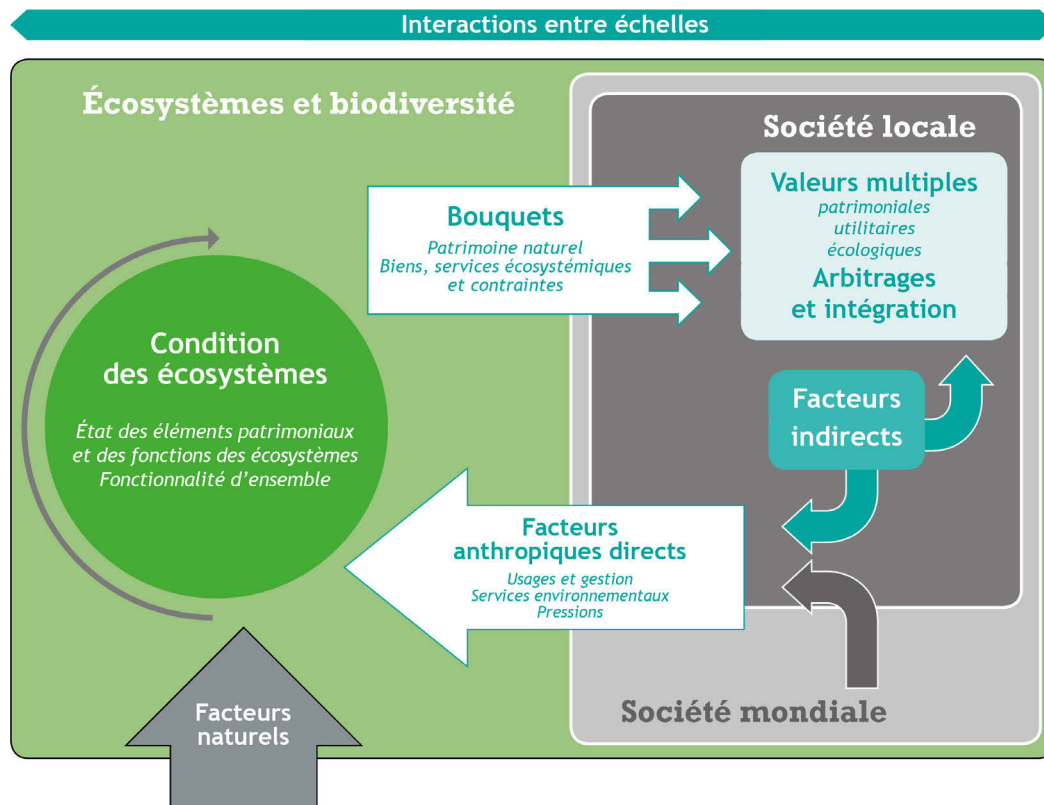 Interactions entre échelles
Écosystèmes et biodiversité
Société locale
Valeurs multiples
patrimoniales
utilitaires
écologiques
Arbitrages
et intégration
Bouquets
Patrimoine naturel
Biens, services écosystémiques
et contraintes
Condition
des écosystèmes
État des éléments patrimoniaux
et des fonctions des écosystèmes
Fonctionnalité d'ensemble
Facteurs
indirects
Facteurs
anthropiques directs
Usages et gestion
Services environnementaux
Pressions
Société mondiale
Facteurs
naturels